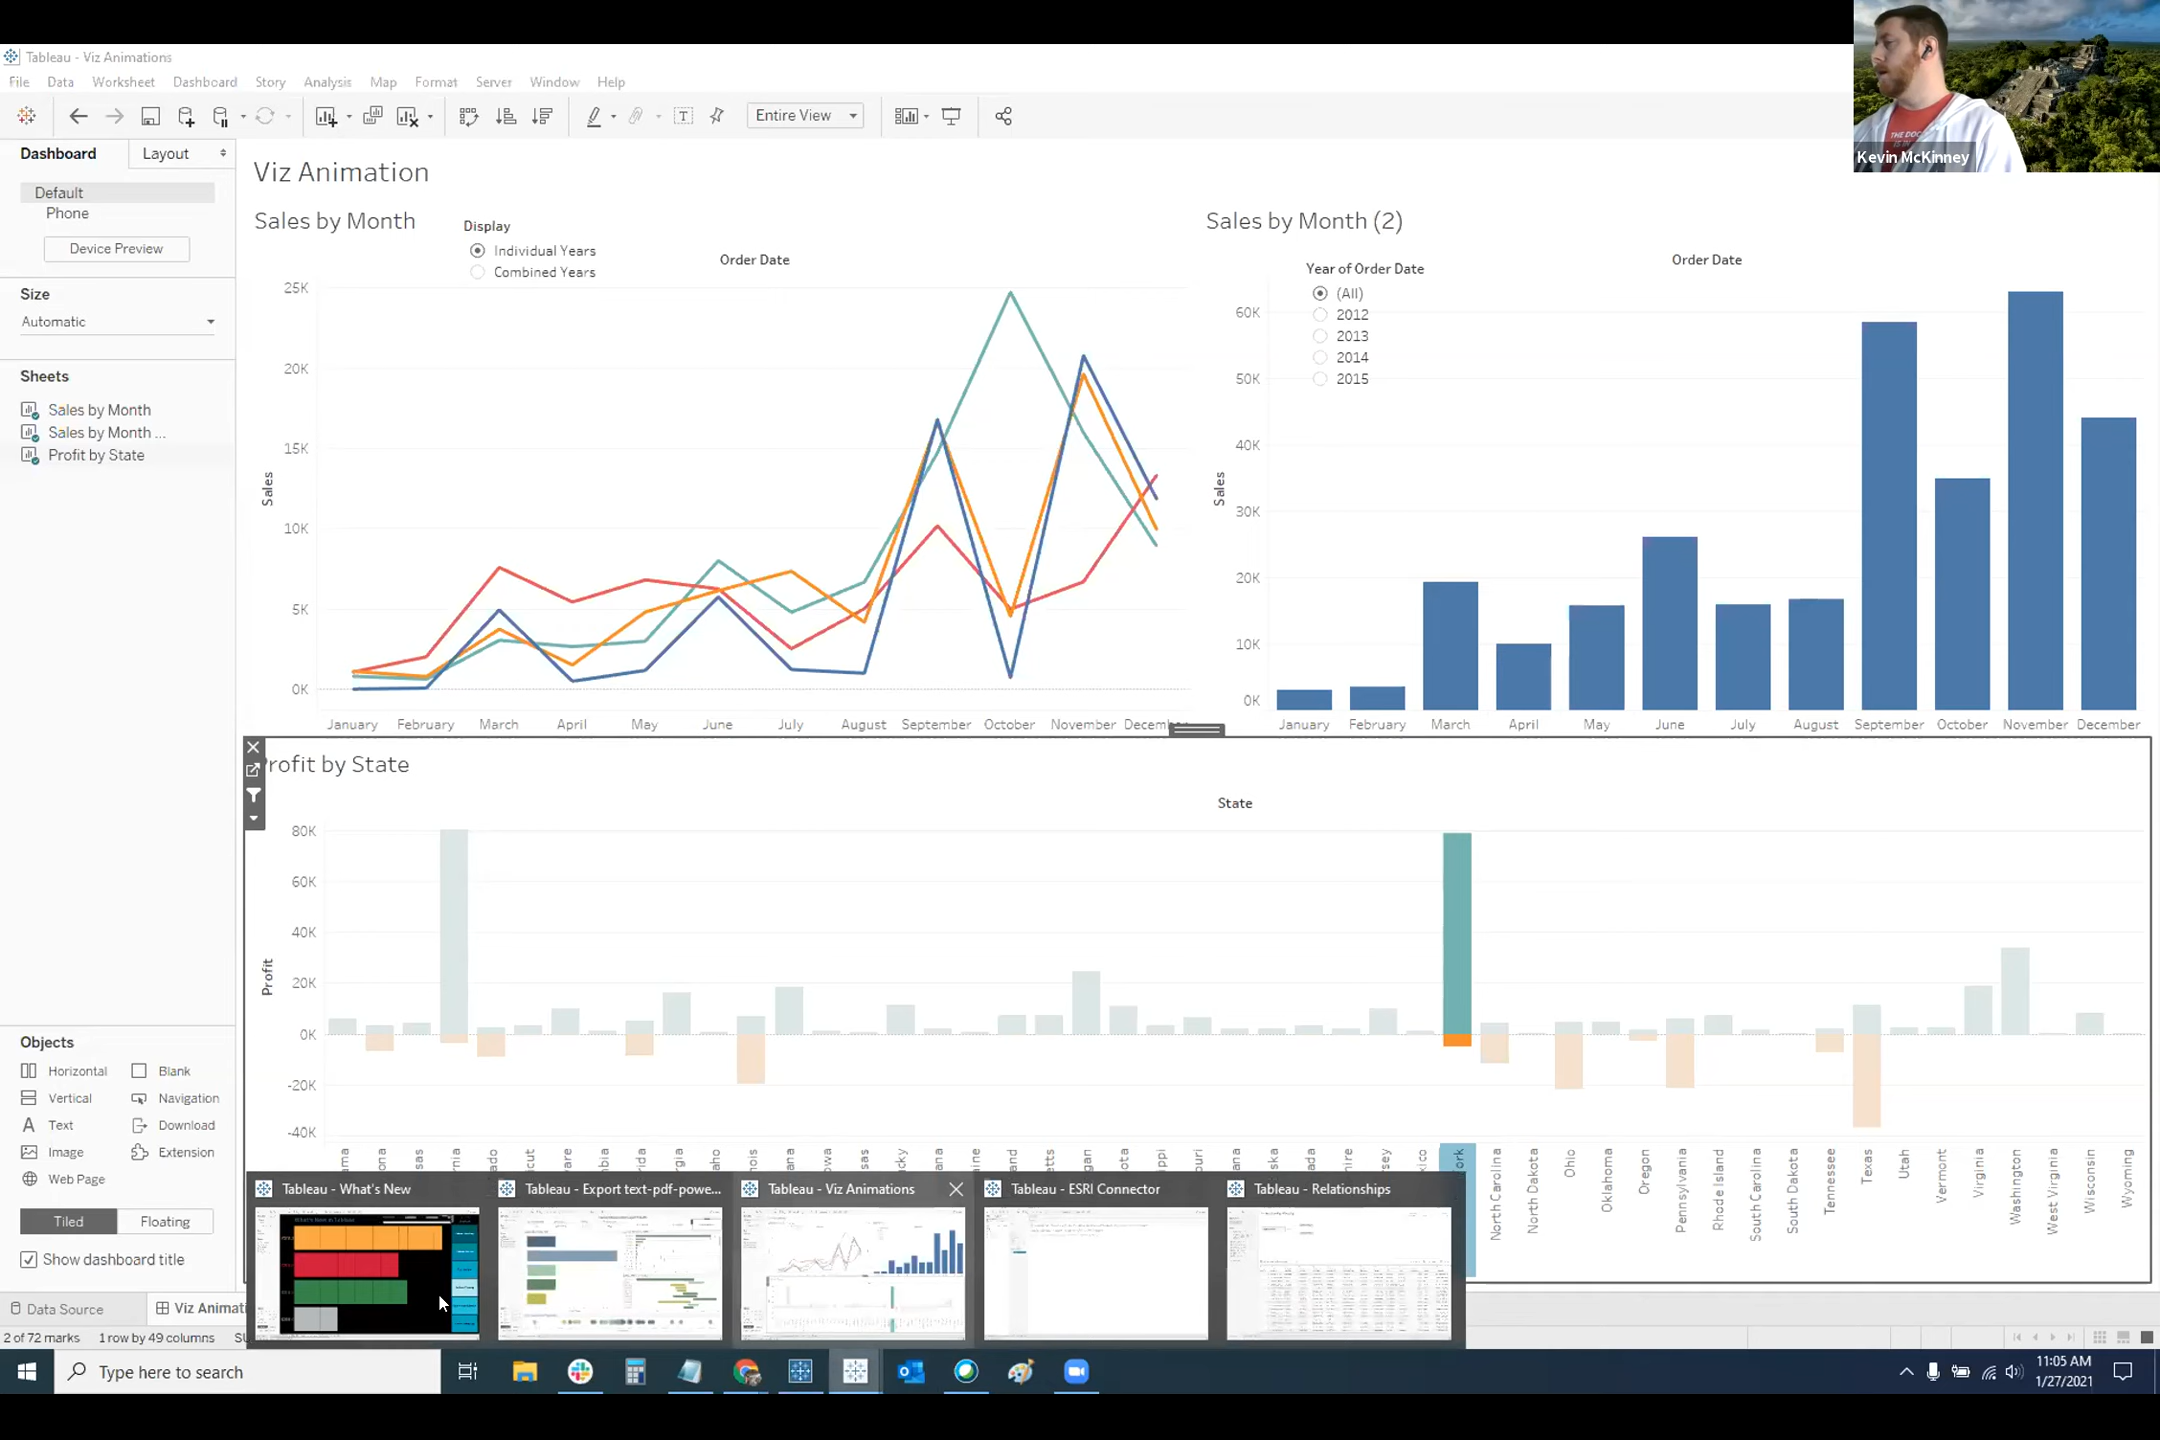 Tableau - Viz Animations
File Data Worksheet Dashboard Story Analysis Map Format Server Window Help
Entire View
Dashboard Layout
Default
Phone
Device Preview
Size
Automatic
Sheets
Sales by Month
Sales by Month ...
Profit by State
Objects
Horizontal Blank
Vertical Navigation
Text Download
Image Extension
Web Page
Tiled Floating
Show dashboard title
Viz Animation
Sales by Month
Display
Individual Years
Combined Years
Order Date
25K
20K
15K
10K
5K
0K
Sales
January February March April May June July August September October November
Sales by Month (2)
Year of Order Date
(All)
2012
2013
2014
2015
Order Date
60K
50K
40K
30K
20K
10K
0K
Sales
January February March April May June July August September October November December
Profit by State
State
80K
60K
40K
20K
0K
-20K
-40K
Profit
North Carolina
North Dakota
Ohio
Oklahoma
Oregon
Pennsylvania
Rhode Island
South Carolina
South Dakota
Tennessee
Texas
Utah
Vermont
Virginia
Washington
West Virginia
Wisconsin
Wyoming
Tableau - What's New
Tableau - Export text-pdf-powe...
Tableau - Viz Animations
Tableau - ESRI Connector
Tableau - Relationships
Data Source Viz Animati
2 of 72 marks 1 row by 49 columns
Type here to search
11:05 AM
1/27/2021
THE DOC
IS IN
Kevin McKinney